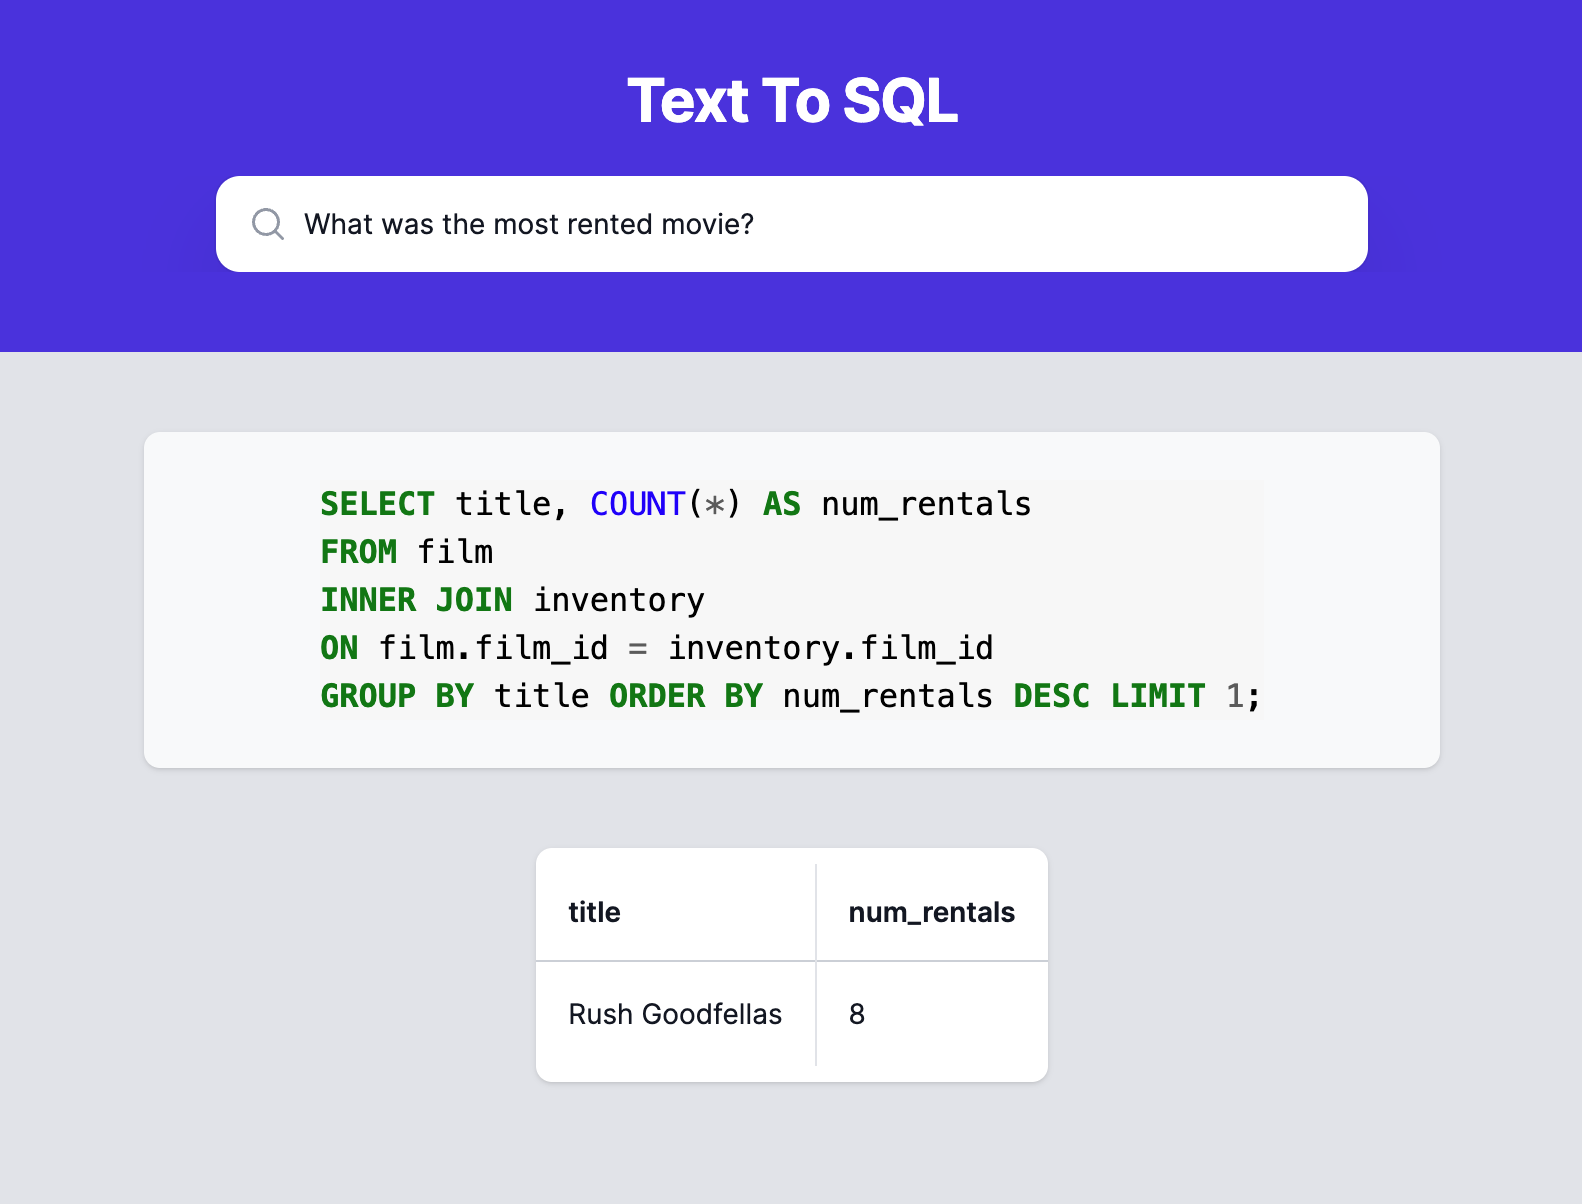 Text To SQL
What was the most rented movie?
SELECT title, COUNT(*) AS num_rentals
FROM film
INNER JOIN inventory
ON film.film_id = inventory.film_id
GROUP BY title ORDER BY num_rentals DESC LIMIT 1;
title num_rentals
Rush Goodfellas 8